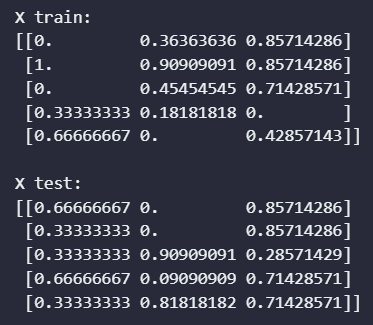 X train:
[[0.         0.36363636 0.85714286]
 [1.         0.90909091 0.85714286]
 [0.         0.45454545 0.71428571]
 [0.33333333 0.18181818 0.        ]
 [0.66666667 0.         0.42857143]]

X test:
[[0.66666667 0.         0.85714286]
 [0.33333333 0.         0.85714286]
 [0.33333333 0.90909091 0.28571429]
 [0.66666667 0.09090909 0.71428571]
 [0.33333333 0.81818182 0.71428571]]